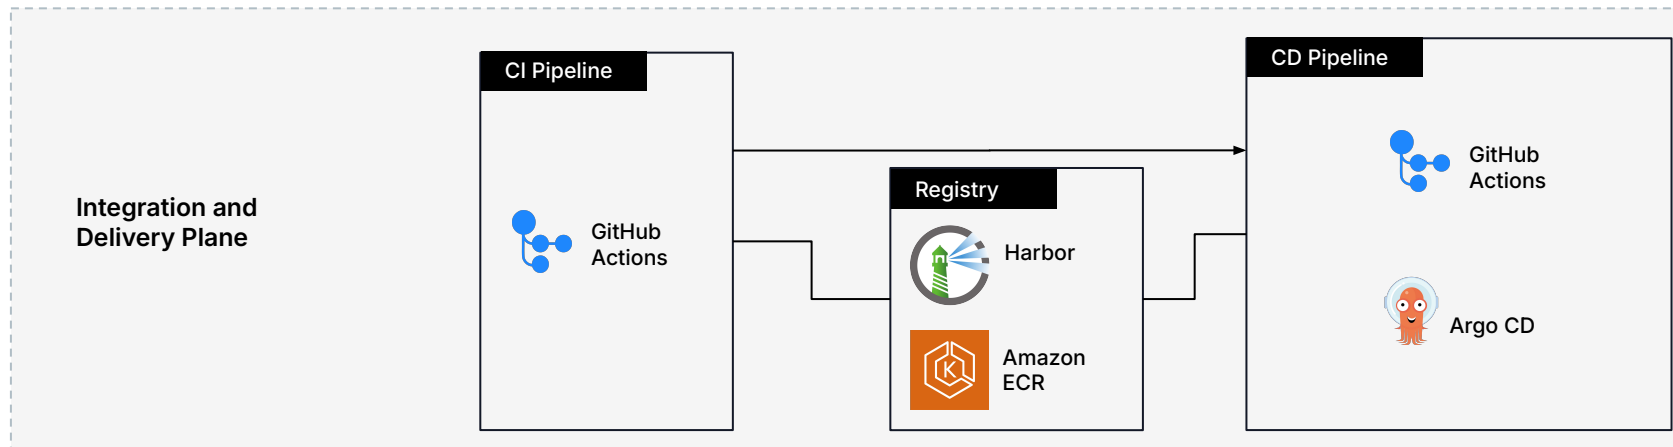 Integration and
Delivery Plane
CI Pipeline
GitHub
Actions
Registry
Harbor
K
Amazon
ECR
CD Pipeline
GitHub
Actions
Argo CD